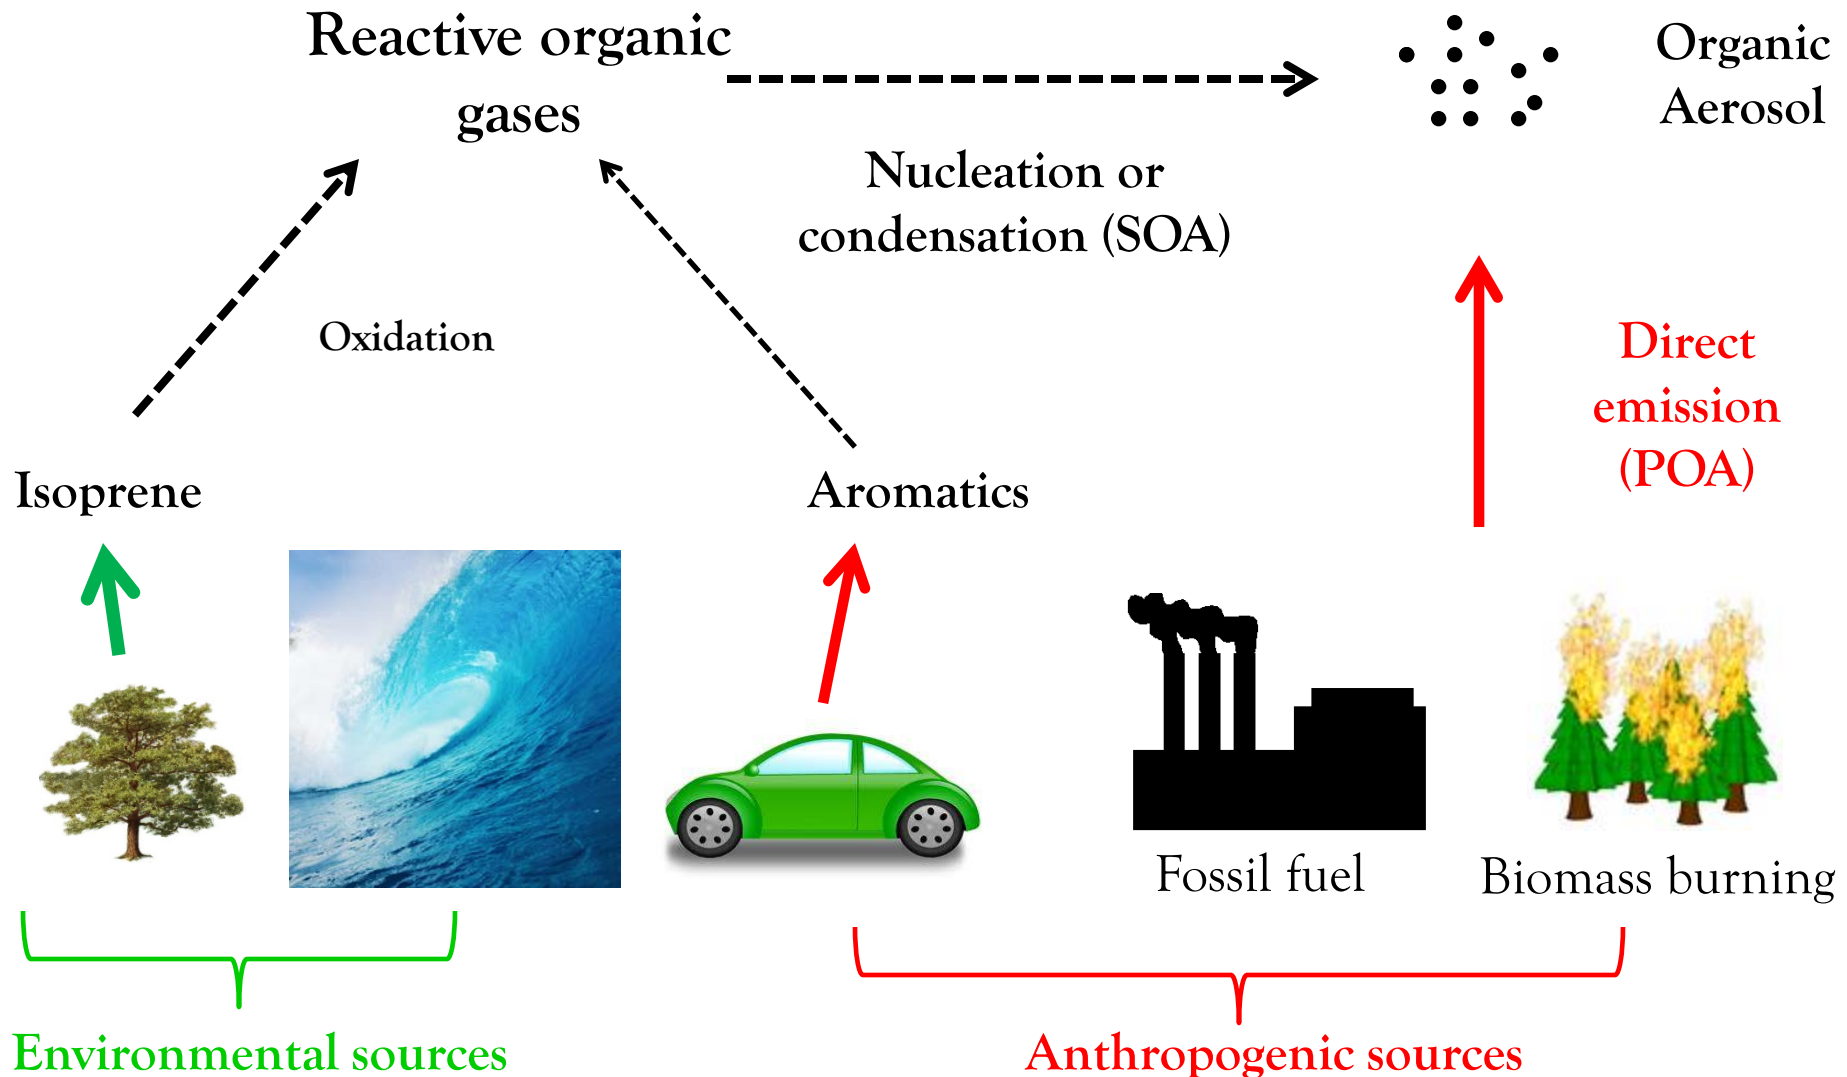 Reactive organic
gases
Organic
Aerosol
Nucleation or
condensation (SOA)
Oxidation
Direct
emission
(POA)
Isoprene
Aromatics
Fossil fuel
Biomass burning
Environmental sources
Anthropogenic sources